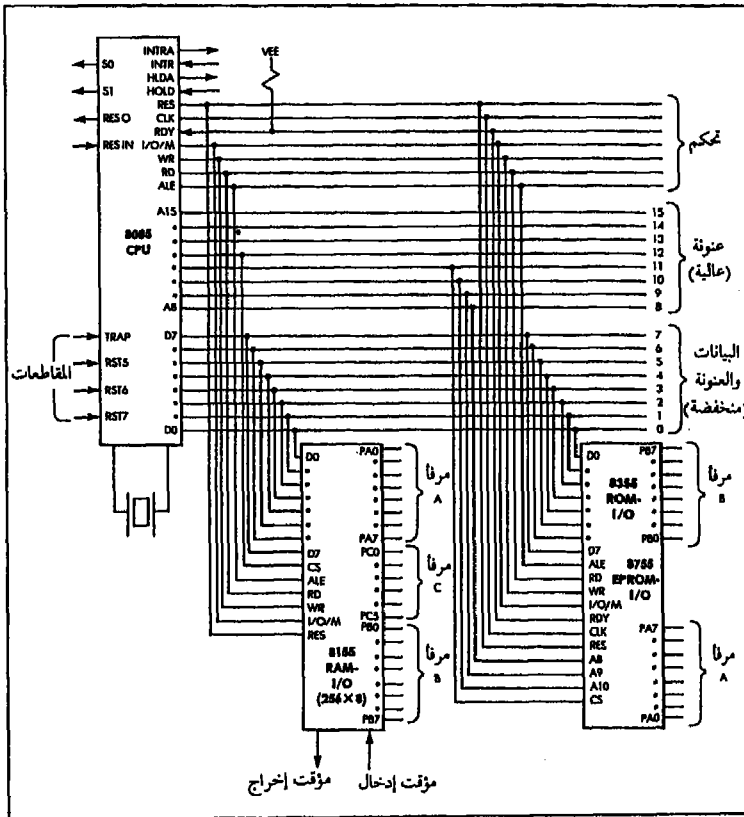 S0
S1
RES O
RES IN
INTRA
INTR
HLDA
HOLD
RES
CLK
RDY
I/O/M
WR
RD
ALE
A15
8085
CPU
A8
TRAP
RST5
RST6
RST7
D7
D0
المقاطعات
VEE
تحكم
15
14
13
12
11
10
9
8
عنونة
(عالية)
7
6
5
4
3
2
1
0
البيانات
والعنونة
(منخفضة)
D0
D7
CS
ALE
RD
WR
I/O/M
RES
PA0
PA7
PC0
PC5
PB0
PB7
8155
RAM-
I/O
(256×8)
مرفأ
A
مرفأ
C
مرفأ
B
مؤقت إخراج
مؤقت إدخال
D0
D7
ALE
RD
WR
I/O/M
RDY
CLK
RES
A8
A9
A10
CS
8355
ROM-
I/O
8755
EPROM-
I/O
PB7
PB0
PA7
PA0
مرفأ
B
مرفأ
A